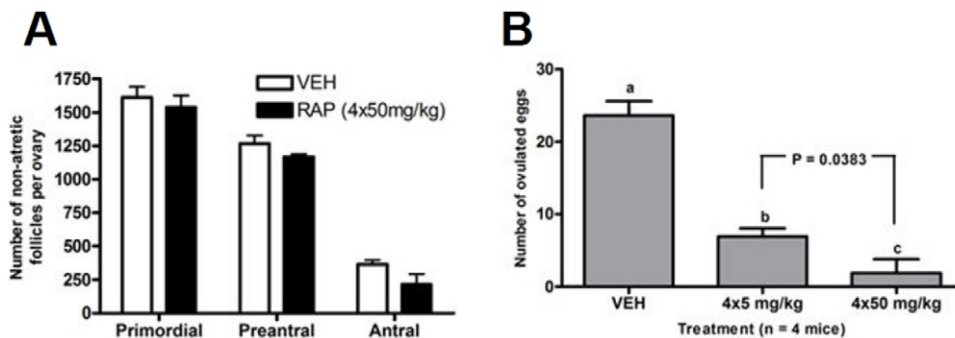 A
Number of non-atretic
follicles per ovary
1750
1500
1250
1000
750
500
250
0
VEH
RAP (4x50mg/kg)
Primordial
Preantral
Antral
B
Number of ovulated eggs
30
20
10
0
a
b
c
P = 0.0383
VEH
4x5 mg/kg
4x50 mg/kg
Treatment (n = 4 mice)